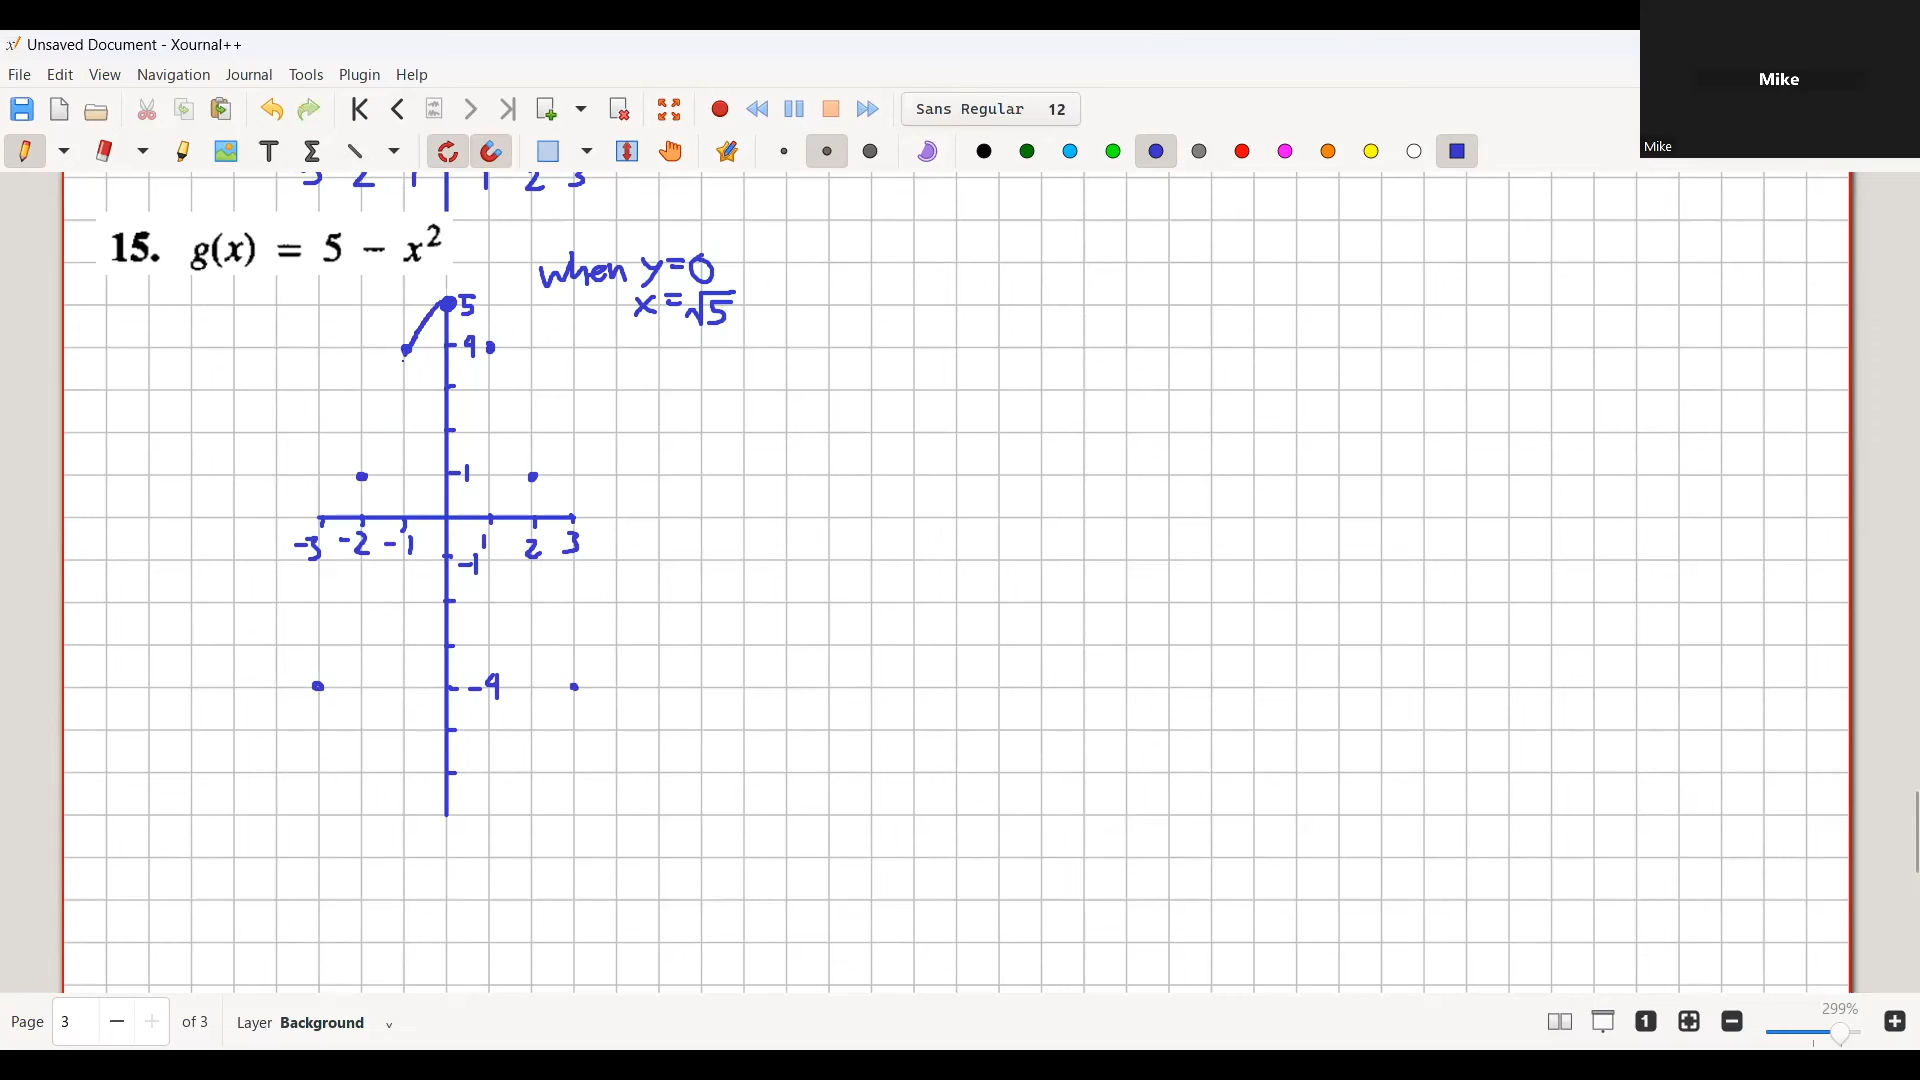 Unsaved Document - Xournal++
Mike
File Edit View Navigation Journal Tools Plugin Help
Sans Regular 12
Mike
15. g(x) = 5 - x²
when y=0
x=√5
5
4
-1
-3 -2 -1 1 2 3
-1
-4
299%
Page 3 of 3 Layer Background